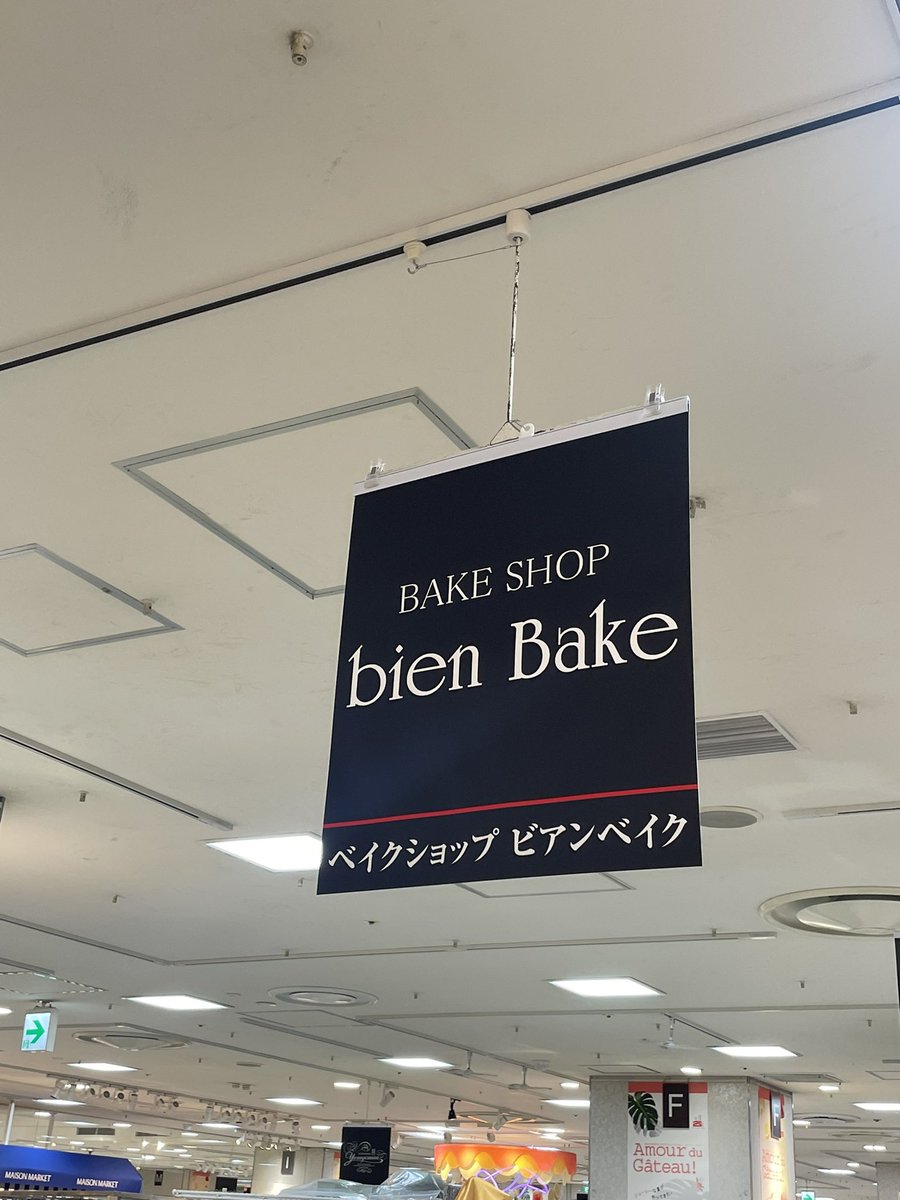 BAKE SHOP
bien Bake
ベイクショップ ビアンベイク
F
Amour du
Gâteau!
MAISON MARKET
MAISON MARKET